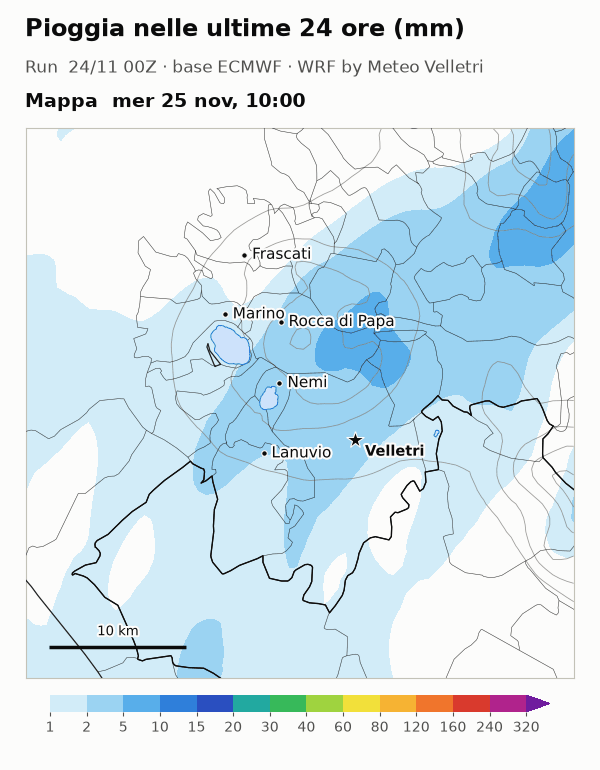 Pioggia nelle ultime 24 ore (mm)
Run  24/11 00Z · base ECMWF · WRF by Meteo Velletri
Mappa  mer 25 nov, 10:00
Frascati
Marino
Rocca di Papa
Nemi
Velletri
Lanuvio
10 km
1 2 5 10 15 20 30 40 60 80 120 160 240 320